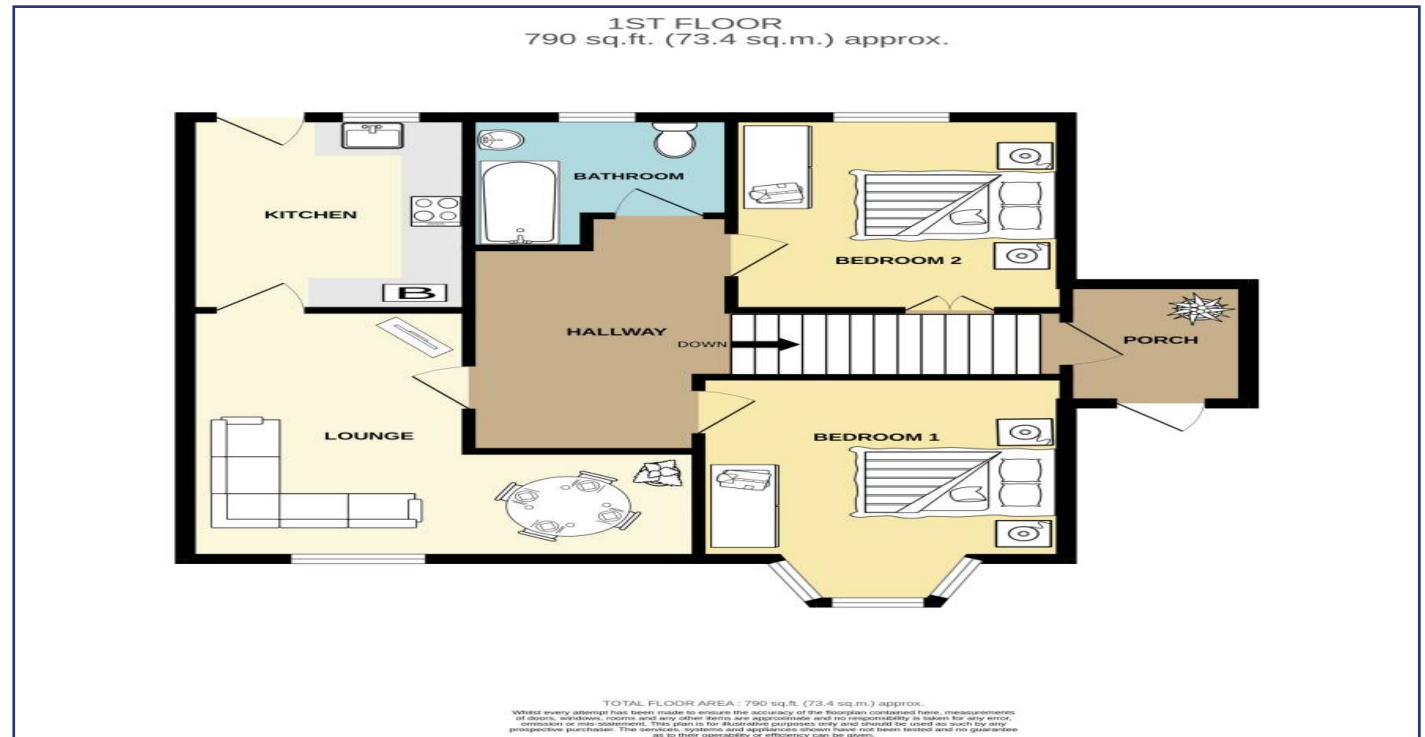 1ST FLOOR
790 sq.ft. (73.4 sq.m.) approx.
BATHROOM
KITCHEN
BEDROOM 2
B
HALLWAY
DOWN
PORCH
LOUNGE
BEDROOM 1
TOTAL FLOOR AREA : 790 sq.ft. (73.4 sq.m.) approx.
Whilst every attempt has been made to ensure the accuracy of the floorplan contained here, measurements
of doors, windows, rooms and any other items are approximate and no responsibility is taken for any error,
omission or mis-statement. This plan is for illustrative purposes only and should be used as such by any
prospective purchaser. The services, systems and appliances shown have not been tested and no guarantee
as to their operability or efficiency can be given.